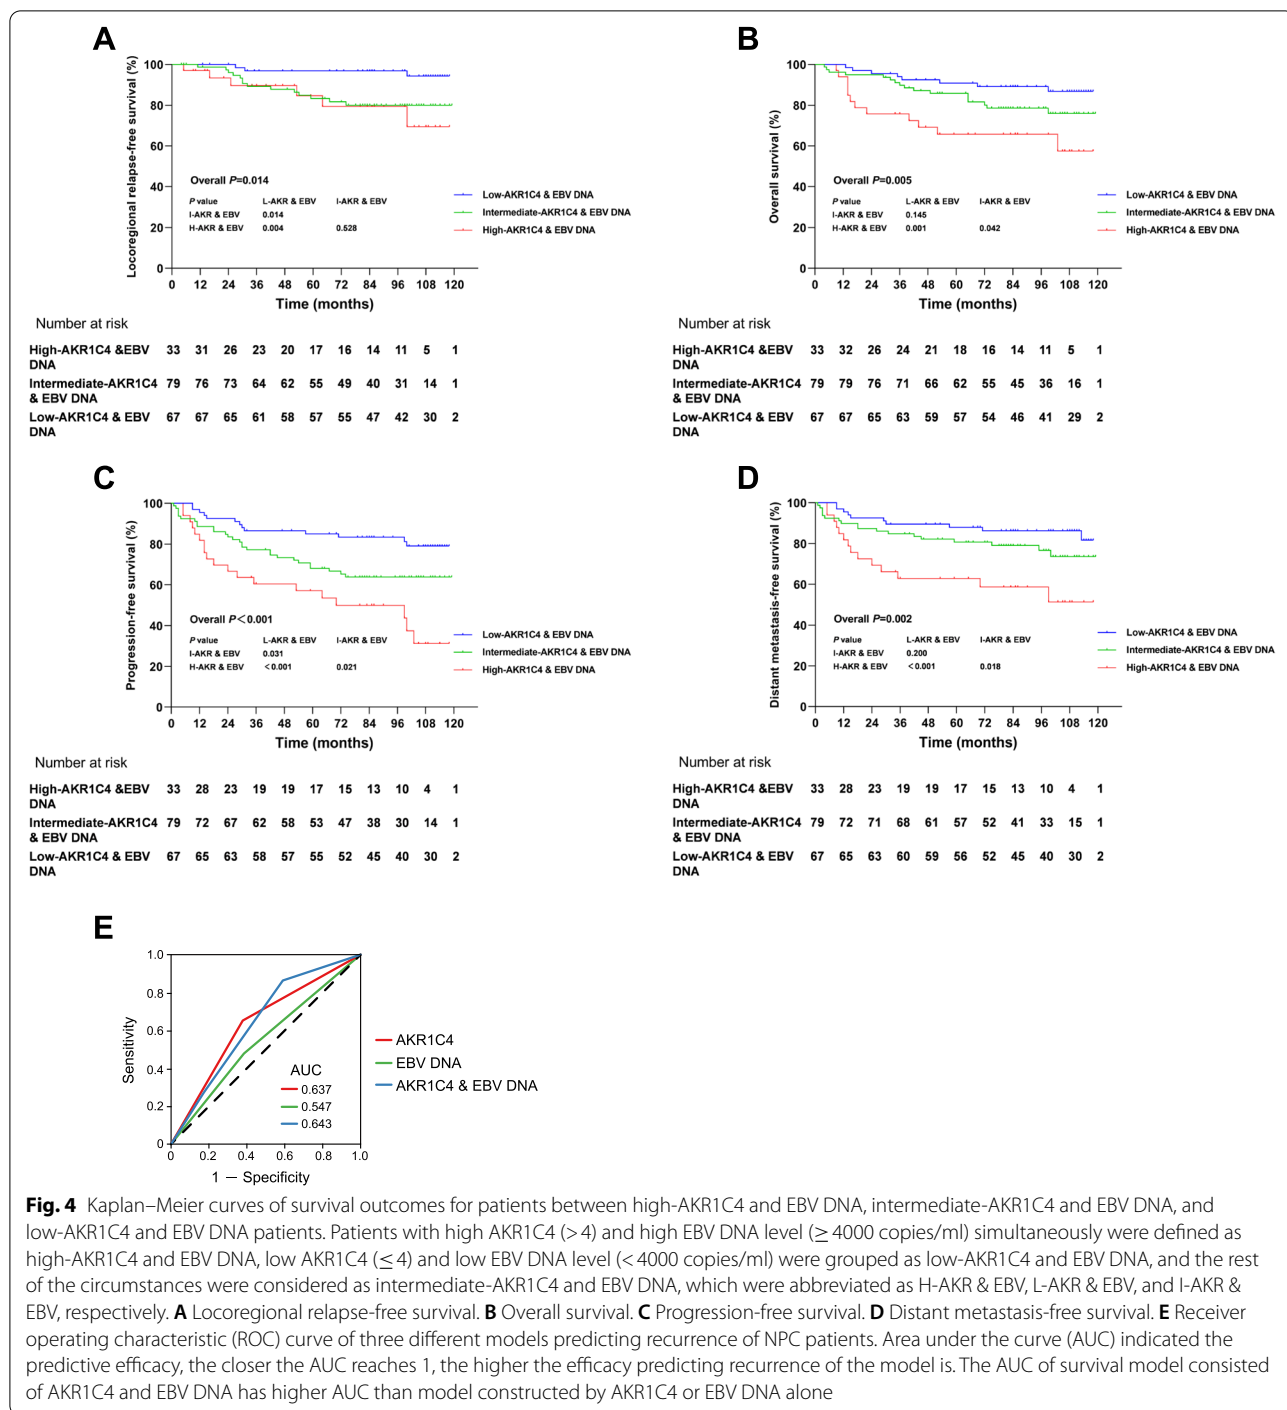 A
Locoregional relapse-free survival (%)
100
80
60
40
20
0
Overall P=0.014
P value L-AKR & EBV I-AKR & EBV
I-AKR & EBV 0.014
H-AKR & EBV 0.004 0.528
Low-AKR1C4 & EBV DNA
Intermediate-AKR1C4 & EBV DNA
High-AKR1C4 & EBV DNA
0 12 24 36 48 60 72 84 96 108 120
Time (months)
Number at risk
High-AKR1C4 &EBV 33 31 26 23 20 17 16 14 11 5 1
DNA
Intermediate-AKR1C4 79 76 73 64 62 55 49 40 31 14 1
& EBV DNA
Low-AKR1C4 & EBV 67 67 65 61 58 57 55 47 42 30 2
DNA
B
Overall survival (%)
100
80
60
40
20
0
Overall P=0.005
P value L-AKR & EBV I-AKR & EBV
I-AKR & EBV 0.145
H-AKR & EBV 0.001 0.042
Low-AKR1C4 & EBV DNA
Intermediate-AKR1C4 & EBV DNA
High-AKR1C4 & EBV DNA
0 12 24 36 48 60 72 84 96 108 120
Time (months)
Number at risk
High-AKR1C4 &EBV 33 32 26 24 21 18 16 14 11 5 1
DNA
Intermediate-AKR1C4 79 79 76 71 66 62 55 45 36 16 1
& EBV DNA
Low-AKR1C4 & EBV 67 67 65 63 59 57 54 46 41 29 2
DNA
C
Progression-free survival (%)
100
80
60
40
20
0
Overall P<0.001
P value L-AKR & EBV I-AKR & EBV
I-AKR & EBV 0.031
H-AKR & EBV <0.001 0.021
Low-AKR1C4 & EBV DNA
Intermediate-AKR1C4 & EBV DNA
High-AKR1C4 & EBV DNA
0 12 24 36 48 60 72 84 96 108 120
Time (months)
Number at risk
High-AKR1C4 &EBV 33 28 23 19 19 17 15 13 10 4 1
DNA
Intermediate-AKR1C4 79 72 67 62 58 53 47 38 30 14 1
& EBV DNA
Low-AKR1C4 & EBV 67 65 63 58 57 55 52 45 40 30 2
DNA
D
Distant metastasis-free survival (%)
100
80
60
40
20
0
Overall P=0.002
P value L-AKR & EBV I-AKR & EBV
I-AKR & EBV 0.200
H-AKR & EBV <0.001 0.018
Low-AKR1C4 & EBV DNA
Intermediate-AKR1C4 & EBV DNA
High-AKR1C4 & EBV DNA
0 12 24 36 48 60 72 84 96 108 120
Time (months)
Number at risk
High-AKR1C4 &EBV 33 28 23 19 19 17 15 13 10 4 1
DNA
Intermediate-AKR1C4 79 72 71 68 61 57 52 41 33 15 1
& EBV DNA
Low-AKR1C4 & EBV 67 65 63 60 59 56 52 45 40 30 2
DNA
E
Sensitivity
1.0
0.8
0.6
0.4
0.2
0
AUC
0.637
0.547
0.643
AKR1C4
EBV DNA
AKR1C4 & EBV DNA
0 0.2 0.4 0.6 0.8 1.0
1 — Specificity
Fig. 4 Kaplan–Meier curves of survival outcomes for patients between high-AKR1C4 and EBV DNA, intermediate-AKR1C4 and EBV DNA, and
low-AKR1C4 and EBV DNA patients. Patients with high AKR1C4 (> 4) and high EBV DNA level (≥ 4000 copies/ml) simultaneously were defined as
high-AKR1C4 and EBV DNA, low AKR1C4 (≤ 4) and low EBV DNA level (< 4000 copies/ml) were grouped as low-AKR1C4 and EBV DNA, and the rest
of the circumstances were considered as intermediate-AKR1C4 and EBV DNA, which were abbreviated as H-AKR & EBV, L-AKR & EBV, and I-AKR &
EBV, respectively. A Locoregional relapse-free survival. B Overall survival. C Progression-free survival. D Distant metastasis-free survival. E Receiver
operating characteristic (ROC) curve of three different models predicting recurrence of NPC patients. Area under the curve (AUC) indicated the
predictive efficacy, the closer the AUC reaches 1, the higher the efficacy predicting recurrence of the model is. The AUC of survival model consisted
of AKR1C4 and EBV DNA has higher AUC than model constructed by AKR1C4 or EBV DNA alone